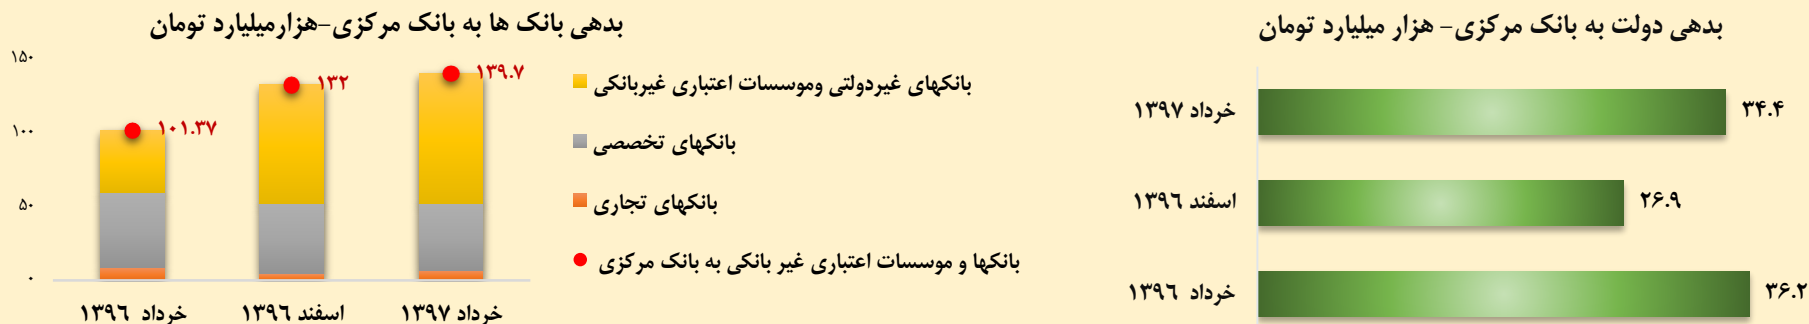 بدهی دولت به بانک مرکزی- هزار میلیارد تومان
خرداد ۱۳۹۷
۳۴.۴
اسفند ۱۳۹۶
۲۶.۹
خرداد ۱۳۹۶
۳۶.۲
بدهی بانک ها به بانک مرکزی-هزارمیلیارد تومان
۱۵۰
۱۰۰
۵۰
۰
۱۰۱.۳۷
۱۳۲
۱۳۹.۷
خرداد ۱۳۹۶
اسفند ۱۳۹۶
خرداد ۱۳۹۷
بانکهای غیردولتی وموسسات اعتباری غیربانکی
بانکهای تخصصی
بانکهای تجاری
بانکها و موسسات اعتباری غیر بانکی به بانک مرکزی